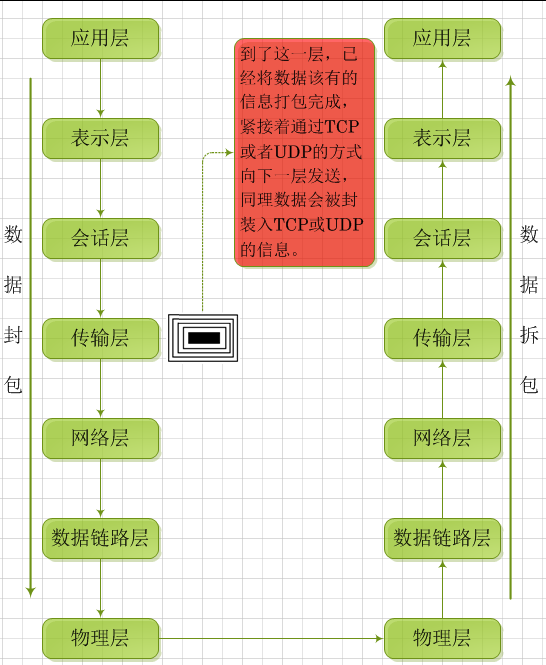 应用层
表示层
会话层
传输层
网络层
数据链路层
物理层
数据封包
到了这一层，已
经将数据该有的
信息打包完成，
紧接着通过TCP
或者UDP的方式
向下一层发送，
同理数据会被封
装入TCP或UDP
的信息。
应用层
表示层
会话层
传输层
网络层
数据链路层
物理层
数据拆包